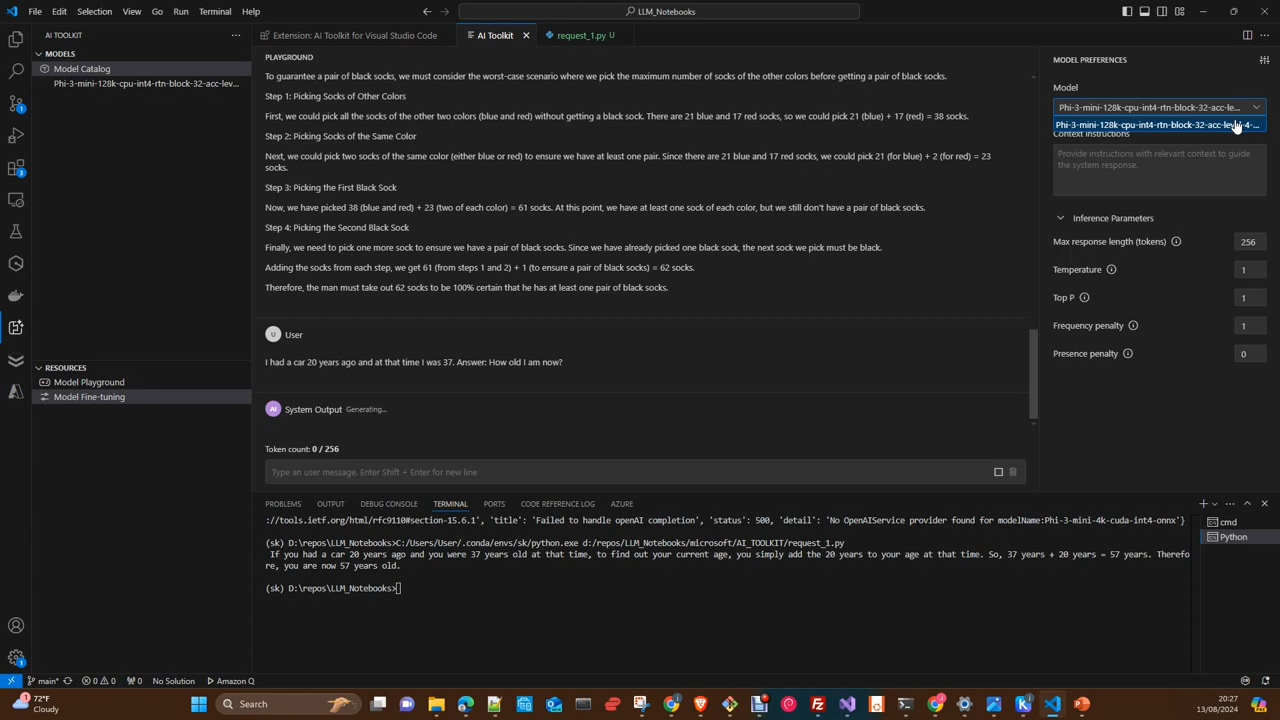 File Edit Selection View Go Run Terminal Help
LLM_Notebooks
AI TOOLKIT
Extension: AI Toolkit for Visual Studio Code
AI Toolkit
request_1.py U
MODELS
Model Catalog
Phi-3-mini-128k-cpu-int4-rtn-block-32-acc-lev...
PLAYGROUND
To guarantee a pair of black socks, we must consider the worst-case scenario where we pick the maximum number of socks of the other colors before getting a pair of black socks.
Step 1: Picking Socks of Other Colors
First, we could pick all the socks of the other two colors (blue and red) without getting a black sock. There are 21 blue and 17 red socks, so we could pick 21 (blue) + 17 (red) = 38 socks.
Step 2: Picking Socks of the Same Color
Next, we could pick two socks of the same color (either blue or red) to ensure we have at least one pair. Since there are 21 blue and 17 red socks, we could pick 21 (for blue) + 2 (for red) = 23
socks.
Step 3: Picking the First Black Sock
Now, we have picked 38 (blue and red) + 23 (two of each color) = 61 socks. At this point, we have at least one sock of each color, but we still don't have a pair of black socks.
Step 4: Picking the Second Black Sock
Finally, we need to pick one more sock to ensure we have a pair of black socks. Since we have already picked one black sock, the next sock we pick must be black.
Adding the socks from each step, we get 61 (from steps 1 and 2) + 1 (to ensure a pair of black socks) = 62 socks.
Therefore, the man must take out 62 socks to be 100% certain that he has at least one pair of black socks.
U User
I had a car 20 years ago and at that time I was 37. Answer: How old I am now?
AI System Output Generating...
Token count: 0 / 256
Type an user message. Enter Shift + Enter for new line
MODEL PREFERENCES
Model
Phi-3-mini-128k-cpu-int4-rtn-block-32-acc-le...
Phi-3-mini-128k-cpu-int4-rtn-block-32-acc-level-4-...
Context Instructions
Provide instructions with relevant context to guide
the system response.
Inference Parameters
Max response length (tokens) 256
Temperature 1
Top P 1
Frequency penalty 1
Presence penalty 0
RESOURCES
Model Playground
Model Fine-tuning
PROBLEMS OUTPUT DEBUG CONSOLE TERMINAL PORTS CODE REFERENCE LOG AZURE
://tools.ietf.org/html/rfc9110#section-15.6.1', 'title': 'Failed to handle openAI completion', 'status': 500, 'detail': 'No OpenAIService provider found for modelName:Phi-3-mini-4k-cuda-int4-onnx'}
(sk) D:\repos\LLM_Notebooks>C:/Users/User/.conda/envs/sk/python.exe d:/repos/LLM_Notebooks/microsoft/AI_TOOLKIT/request_1.py
If you had a car 20 years ago and you were 37 years old at that time, to find out your current age, you simply add the 20 years to your age at that time. So, 37 years + 20 years = 57 years. Therefo
re, you are now 57 years old.
(sk) D:\repos\LLM_Notebooks>
cmd
Python
main* 0 0 0 No Solution Amazon Q
72°F
Cloudy
Search
20:27
13/08/2024